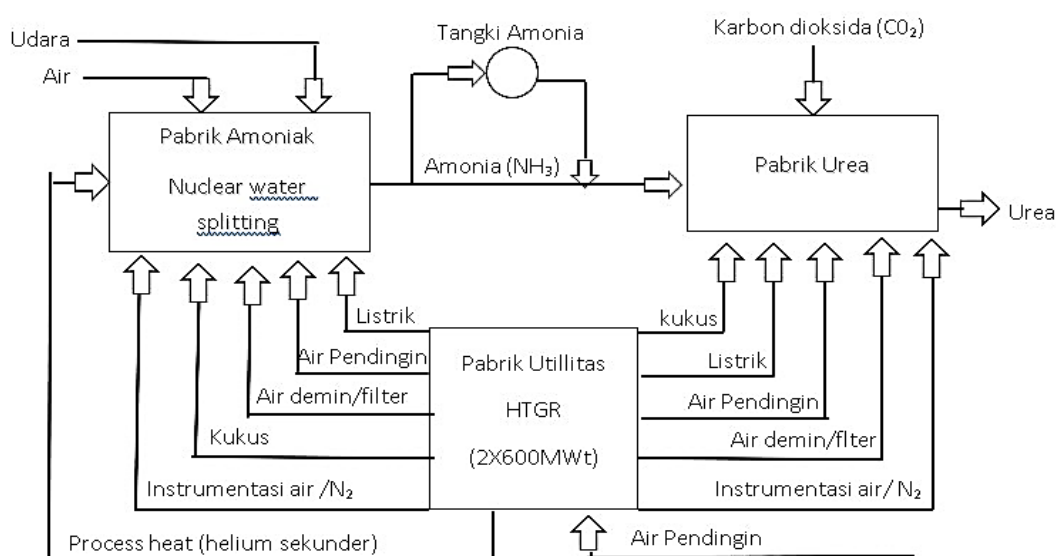 Udara
Air
Tangki Amonia
Karbon dioksida (C0₂)
Pabrik Amoniak
Nuclear water
splitting
Amonia (NH₃)
Pabrik Urea
Urea
Listrik
Air Pendingin
Air demin/filter
Kukus
Instrumentasi air /N₂
Process heat (helium sekunder)
Pabrik Utillitas
HTGR
(2X600MWt)
kukus
Listrik
Air Pendingin
Air demin/flter
Instrumentasi air/ N₂
Air Pendingin